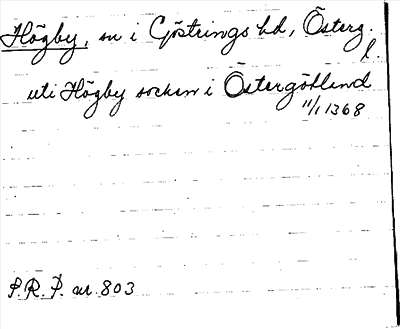 Högby, sn i Göstrings hd, Österg.
l.
uti Högby socken i Östergötland
11/1 1368
P.R.P. nr 803